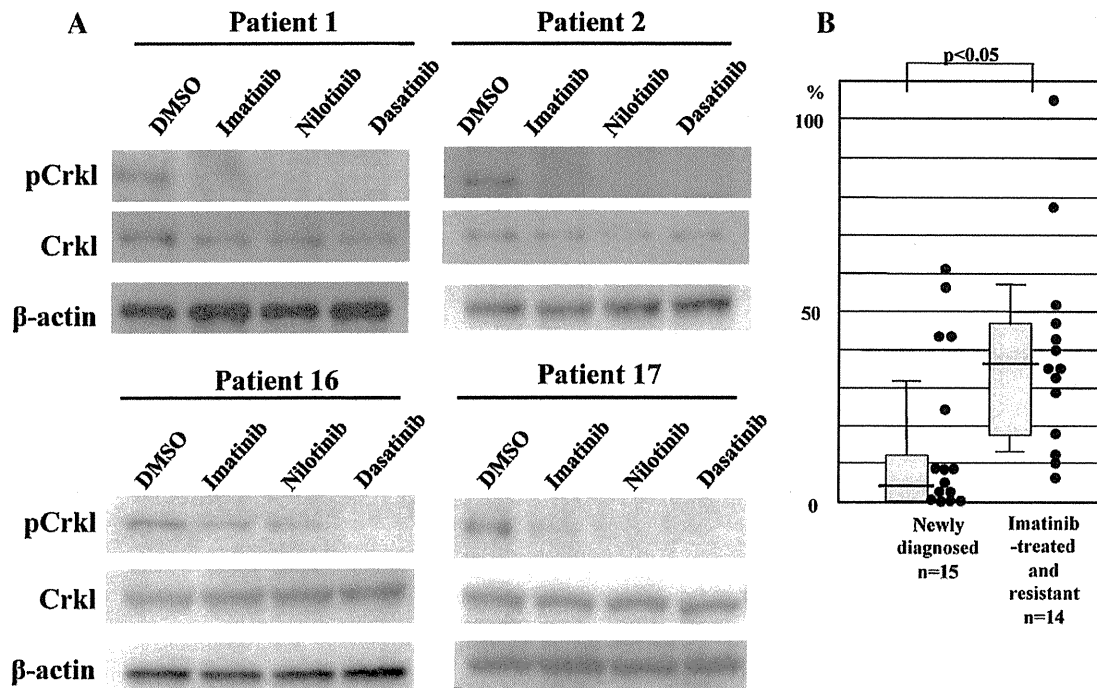 A
Patient 1
DMSO
Imatinib
Nilotinib
Dasatinib
pCrkl
Crkl
β-actin
Patient 2
DMSO
Imatinib
Nilotinib
Dasatinib
Patient 16
DMSO
Imatinib
Nilotinib
Dasatinib
pCrkl
Crkl
β-actin
Patient 17
DMSO
Imatinib
Nilotinib
Dasatinib
B
p<0.05
%
100
50
0
Newly
diagnosed
n=15
Imatinib
-treated
and
resistant
n=14